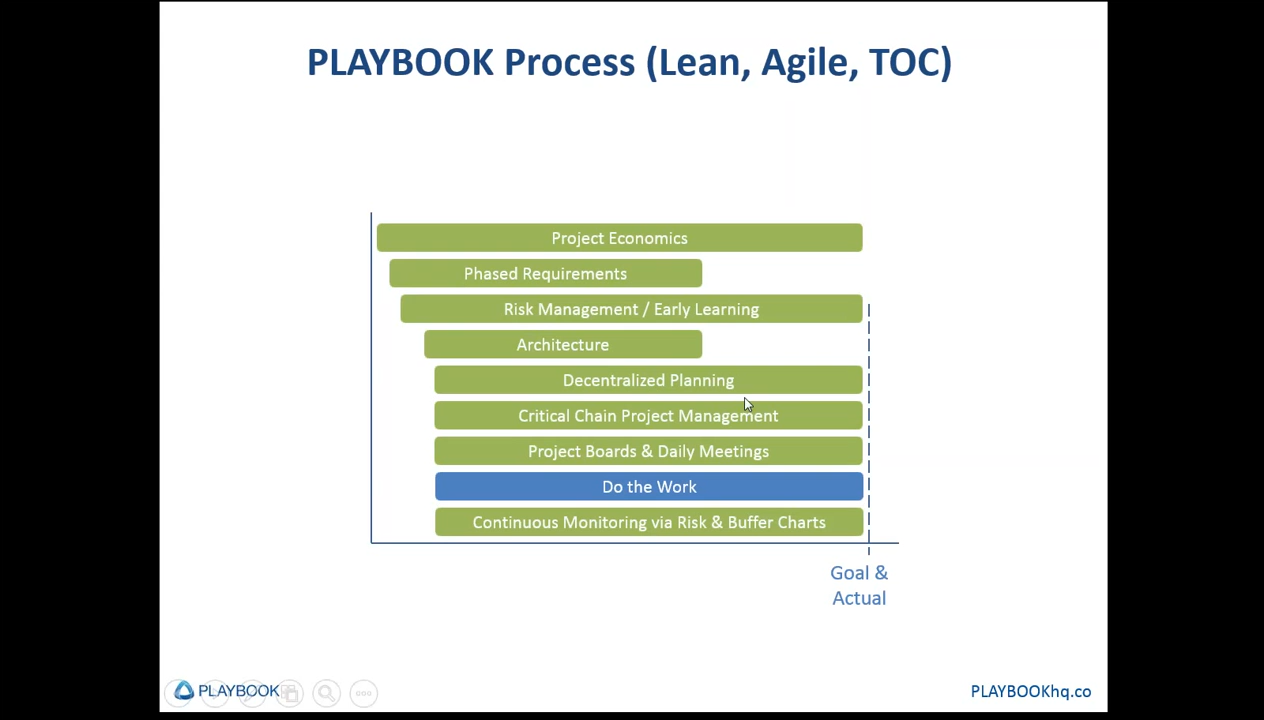 PLAYBOOK Process (Lean, Agile, TOC)
Project Economics
Phased Requirements
Risk Management / Early Learning
Architecture
Decentralized Planning
Critical Chain Project Management
Project Boards & Daily Meetings
Do the Work
Continuous Monitoring via Risk & Buffer Charts
Goal &
Actual
PLAYBOOK
PLAYBOOKhq.co